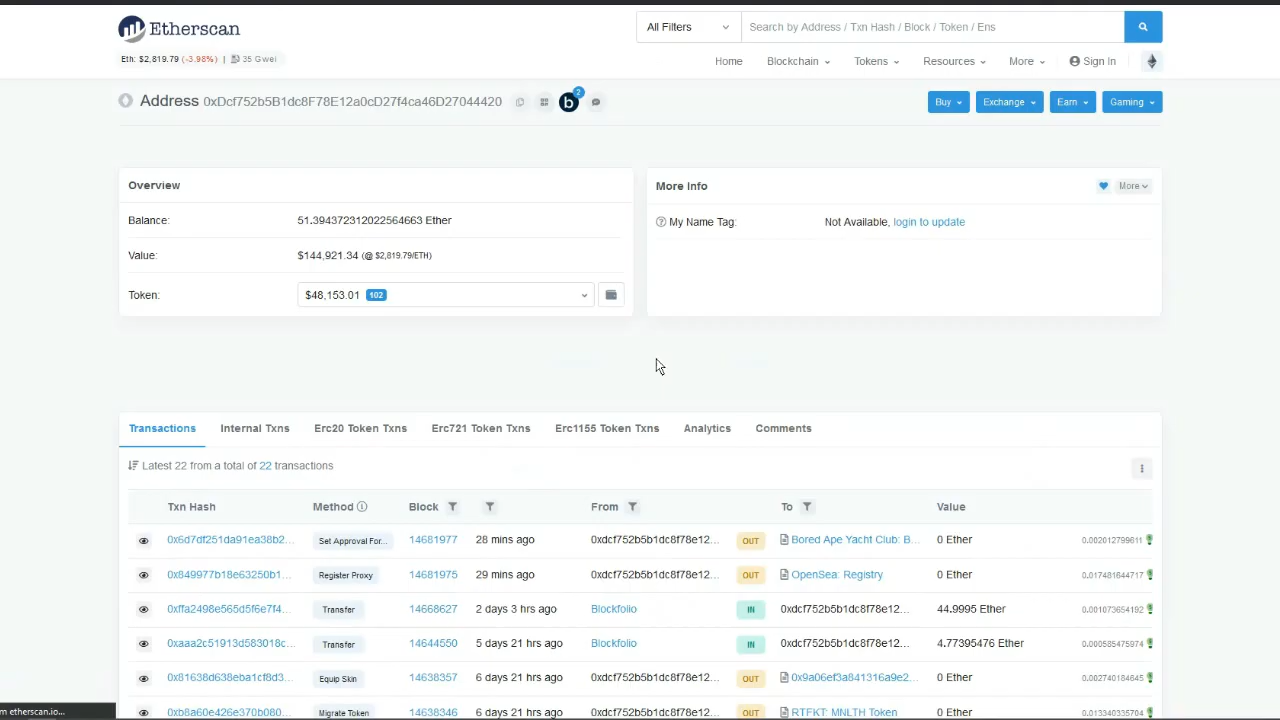 Etherscan
All Filters
Search by Address / Txn Hash / Block / Token / Ens
Eth: $2,819.79 (-3.98%) | 35 Gwei
Home Blockchain Tokens Resources More Sign In
Address 0xDcf752b5B1dc8F78E12a0cD27f4ca46D27044420
b 2
Buy Exchange Earn Gaming
Overview
Balance: 51.394372312022564663 Ether
Value: $144,921.34 (@ $2,819.79/ETH)
Token: $48,153.01 102
More Info
More
My Name Tag: Not Available, login to update
Transactions Internal Txns Erc20 Token Txns Erc721 Token Txns Erc1155 Token Txns Analytics Comments
Latest 22 from a total of 22 transactions
Txn Hash Method Block From To Value
0x6d7df251da91ea38b2... Set Approval For... 14681977 28 mins ago 0xdcf752b5b1dc8f78e12... OUT Bored Ape Yacht Club: B... 0 Ether 0.002012799611
0x849977b18e63250b1... Register Proxy 14681975 29 mins ago 0xdcf752b5b1dc8f78e12... OUT OpenSea: Registry 0 Ether 0.017481644717
0xffa2498e565d5f6e7f4... Transfer 14668627 2 days 3 hrs ago Blockfolio IN 0xdcf752b5b1dc8f78e12... 44.9995 Ether 0.001073654192
0xaaa2c51913d583018c... Transfer 14644550 5 days 21 hrs ago Blockfolio IN 0xdcf752b5b1dc8f78e12... 4.77395476 Ether 0.000585475974
0x81638d638eba1cf8d3... Equip Skin 14638357 6 days 21 hrs ago 0xdcf752b5b1dc8f78e12... OUT 0x9a06ef3a841316a9e2... 0 Ether 0.002740184645
0xb8a60e426e370b080... Migrate Token 14638346 6 days 21 hrs ago 0xdcf752b5b1dc8f78e12... OUT RTFKT: MNLTH Token 0 Ether 0.013340335704
m etherscan.io...